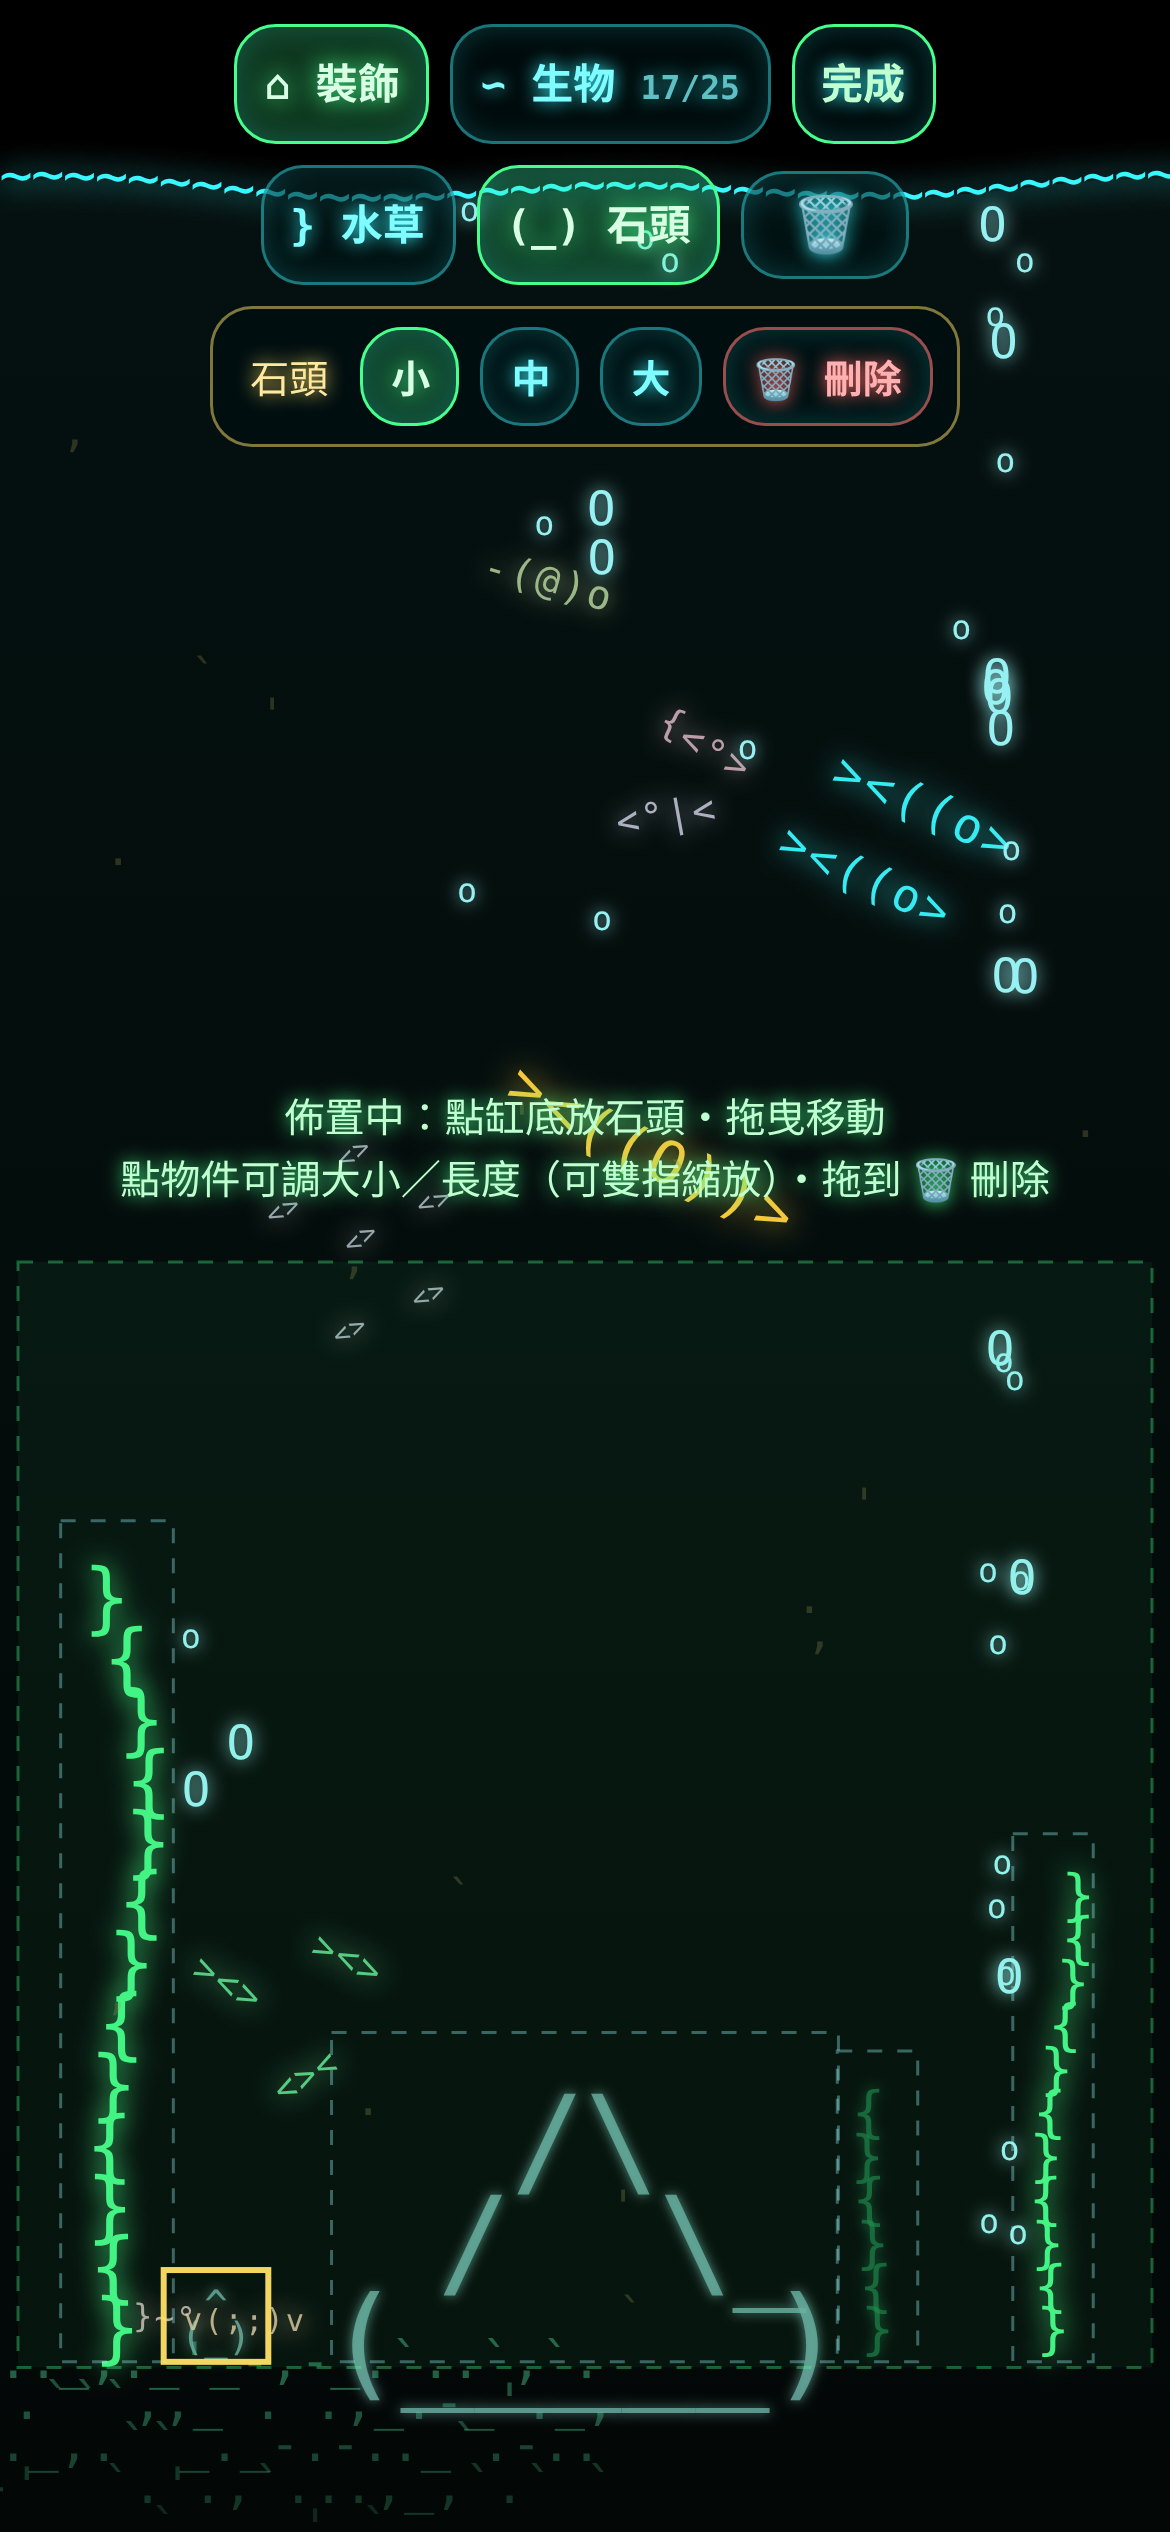 ⌂ 裝飾
∽ 生物 17/25
完成
} 水草
(_) 石頭
🗑️
石頭
小
中
大
🗑️ 刪除
-(@)o
{<°>
<°|<
><((o>
><((o>
><((o))>
佈置中：點缸底放石頭・拖曳移動
點物件可調大小／長度（可雙指縮放）・拖到 🗑️ 刪除